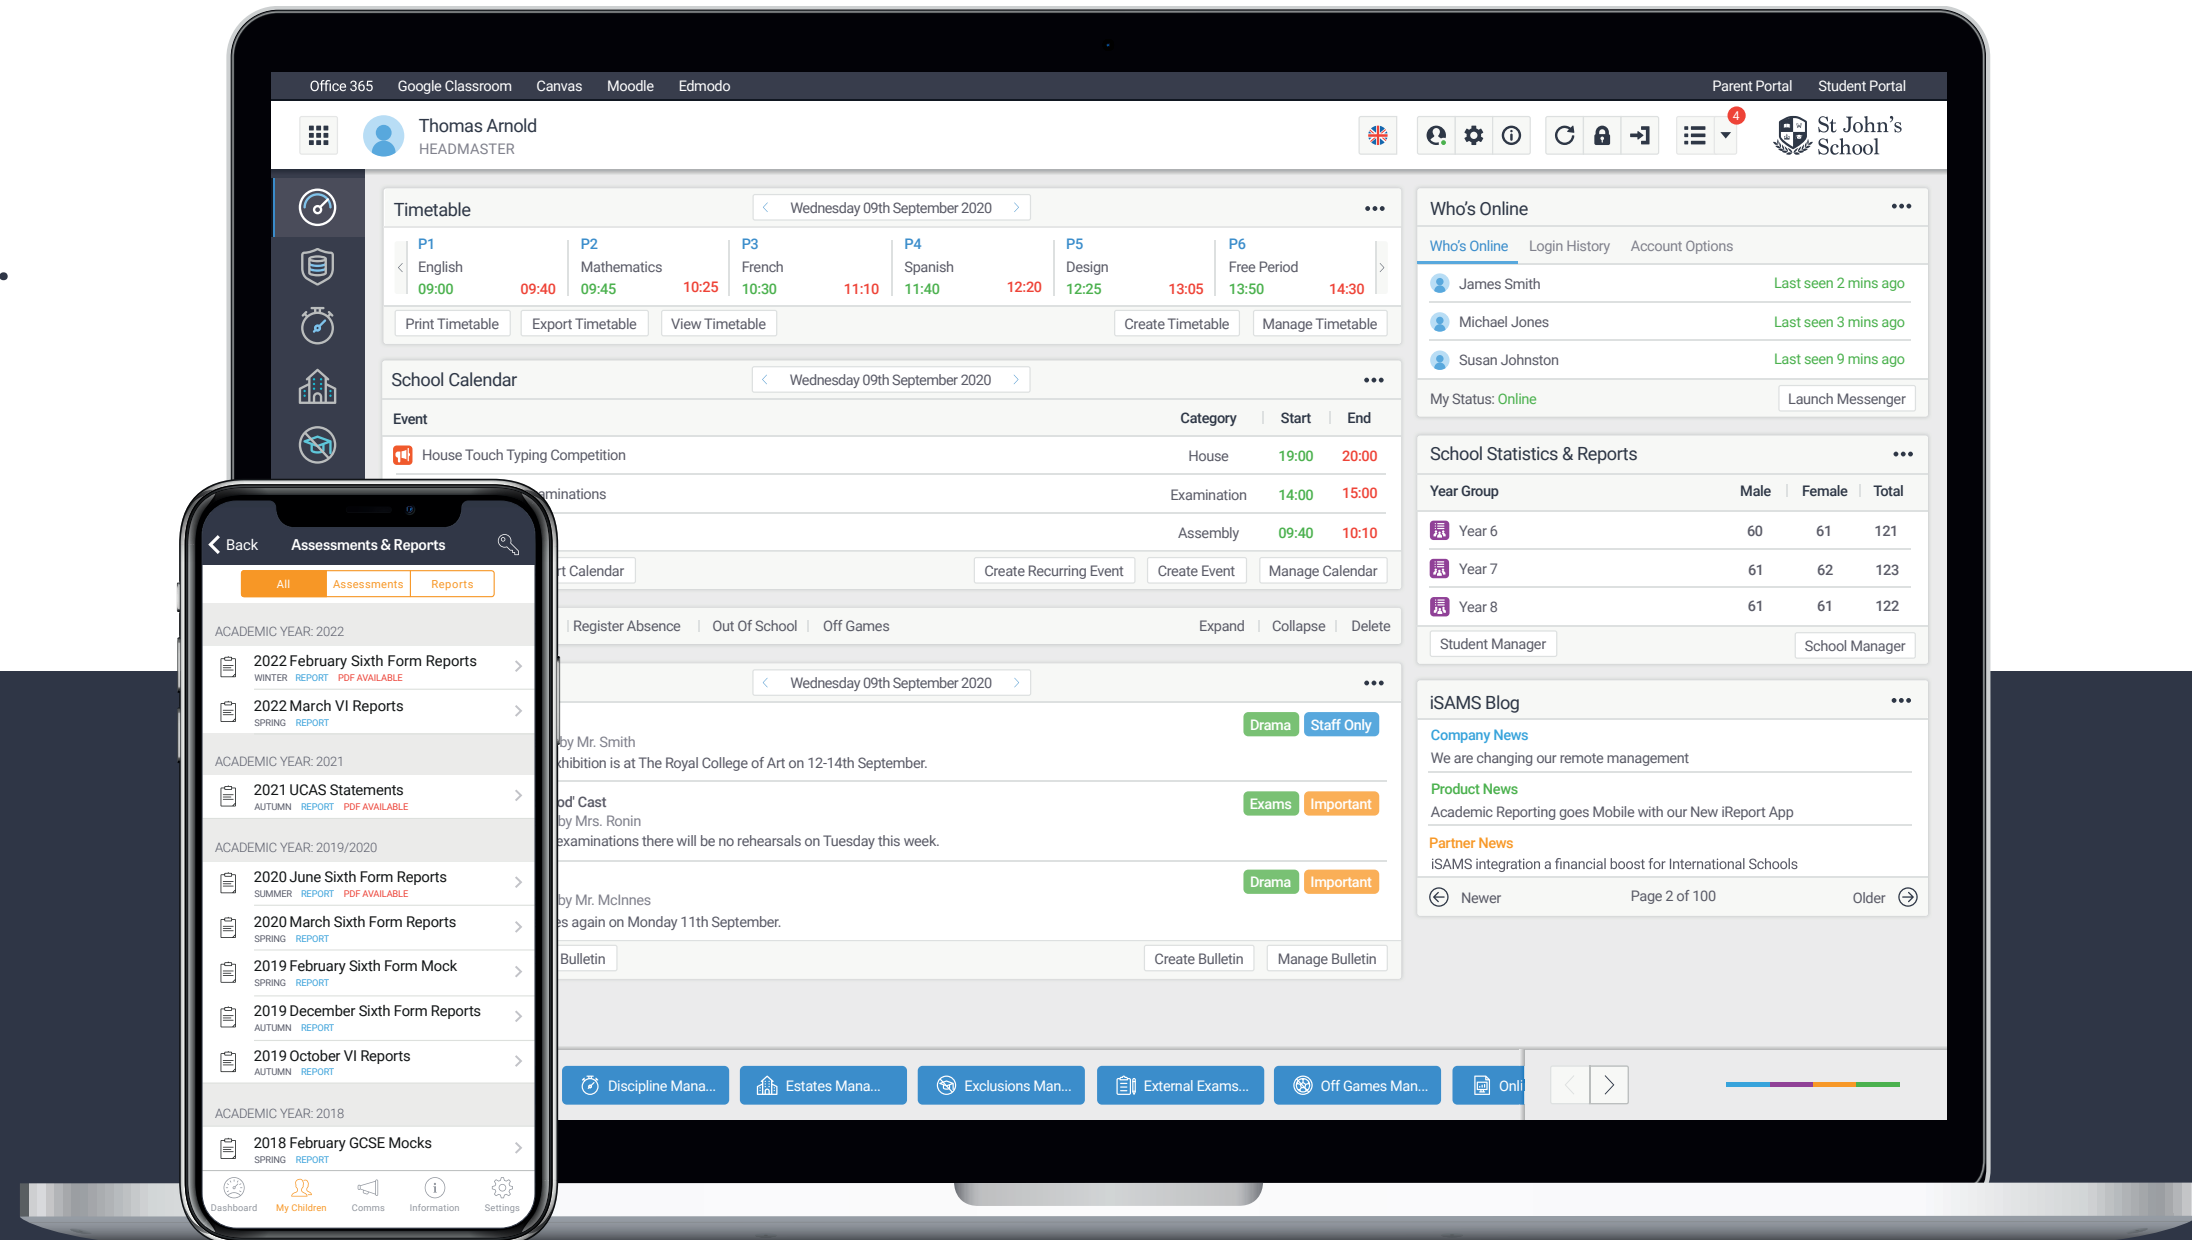 Office 365 Google Classroom Canvas Moodle Edmodo Parent Portal Student Portal
Thomas Arnold
HEADMASTER
4
St John's
School
Timetable Wednesday 09th September 2020
P1 P2 P3 P4 P5 P6
English Mathematics French Spanish Design Free Period
09:00 09:40 09:45 10:25 10:30 11:10 11:40 12:20 12:25 13:05 13:50 14:30
Print Timetable Export Timetable View Timetable Create Timetable Manage Timetable
School Calendar Wednesday 09th September 2020
Event Category Start End
House Touch Typing Competition House 19:00 20:00
aminations Examination 14:00 15:00
Assembly 09:40 10:10
rt Calendar Create Recurring Event Create Event Manage Calendar
Register Absence Out Of School Off Games Expand Collapse Delete
Wednesday 09th September 2020
Drama Staff Only
by Mr. Smith
xhibition is at The Royal College of Art on 12-14th September.
od' Cast Exams Important
by Mrs. Ronin
examinations there will be no rehearsals on Tuesday this week.
Drama Important
by Mr. McInnes
es again on Monday 11th September.
Bulletin Create Bulletin Manage Bulletin
Who's Online
Who's Online Login History Account Options
James Smith Last seen 2 mins ago
Michael Jones Last seen 3 mins ago
Susan Johnston Last seen 9 mins ago
My Status: Online Launch Messenger
School Statistics & Reports
Year Group Male Female Total
Year 6 60 61 121
Year 7 61 62 123
Year 8 61 61 122
Student Manager School Manager
iSAMS Blog
Company News
We are changing our remote management
Product News
Academic Reporting goes Mobile with our New iReport App
Partner News
iSAMS integration a financial boost for International Schools
Newer Page 2 of 100 Older
Discipline Mana... Estates Mana... Exclusions Man... External Exams... Off Games Man... Onli
Back Assessments & Reports
All Assessments Reports
ACADEMIC YEAR: 2022
2022 February Sixth Form Reports
WINTER REPORT PDF AVAILABLE
2022 March VI Reports
SPRING REPORT
ACADEMIC YEAR: 2021
2021 UCAS Statements
AUTUMN REPORT PDF AVAILABLE
ACADEMIC YEAR: 2019/2020
2020 June Sixth Form Reports
SUMMER REPORT PDF AVAILABLE
2020 March Sixth Form Reports
SPRING REPORT
2019 February Sixth Form Mock
SPRING REPORT
2019 December Sixth Form Reports
AUTUMN REPORT
2019 October VI Reports
AUTUMN REPORT
ACADEMIC YEAR: 2018
2018 February GCSE Mocks
SPRING REPORT
Dashboard My Children Comms Information Settings